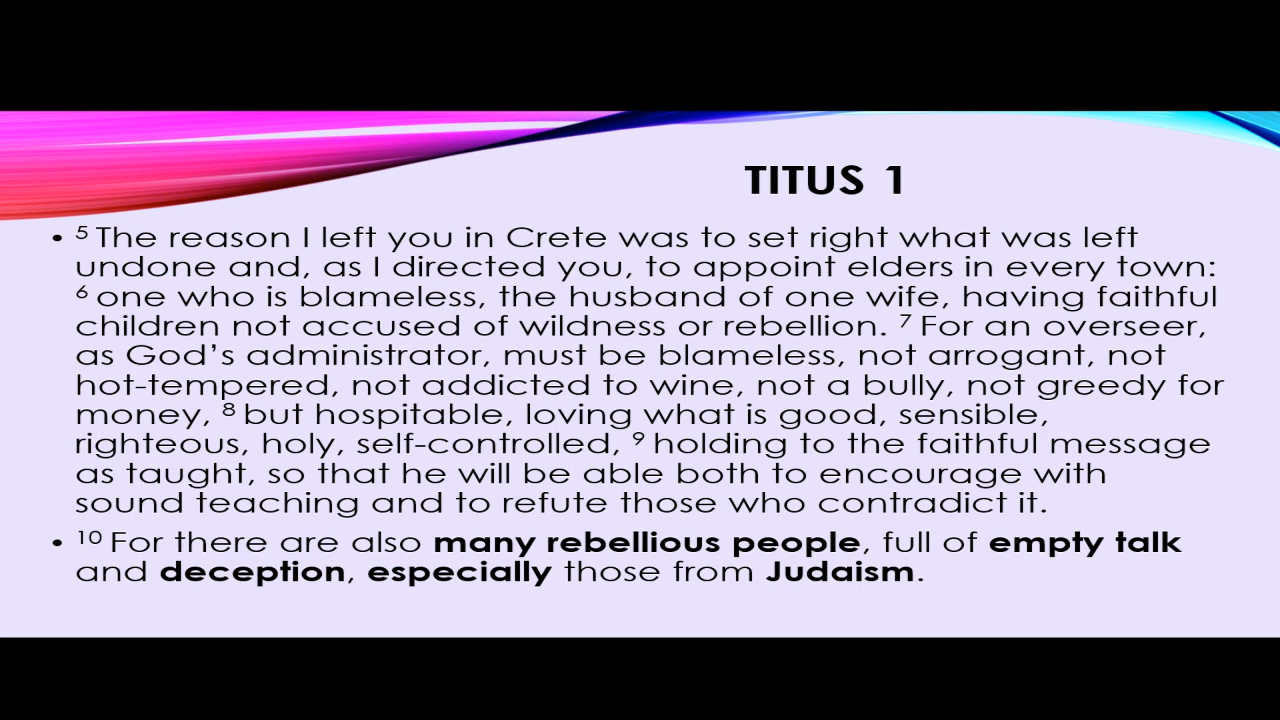 TITUS 1
• ⁵ The reason I left you in Crete was to set right what was left
undone and, as I directed you, to appoint elders in every town:
⁶ one who is blameless, the husband of one wife, having faithful
children not accused of wildness or rebellion. ⁷ For an overseer,
as God’s administrator, must be blameless, not arrogant, not
hot-tempered, not addicted to wine, not a bully, not greedy for
money, ⁸ but hospitable, loving what is good, sensible,
righteous, holy, self-controlled, ⁹ holding to the faithful message
as taught, so that he will be able both to encourage with
sound teaching and to refute those who contradict it.
• ¹⁰ For there are also many rebellious people, full of empty talk
and deception, especially those from Judaism.